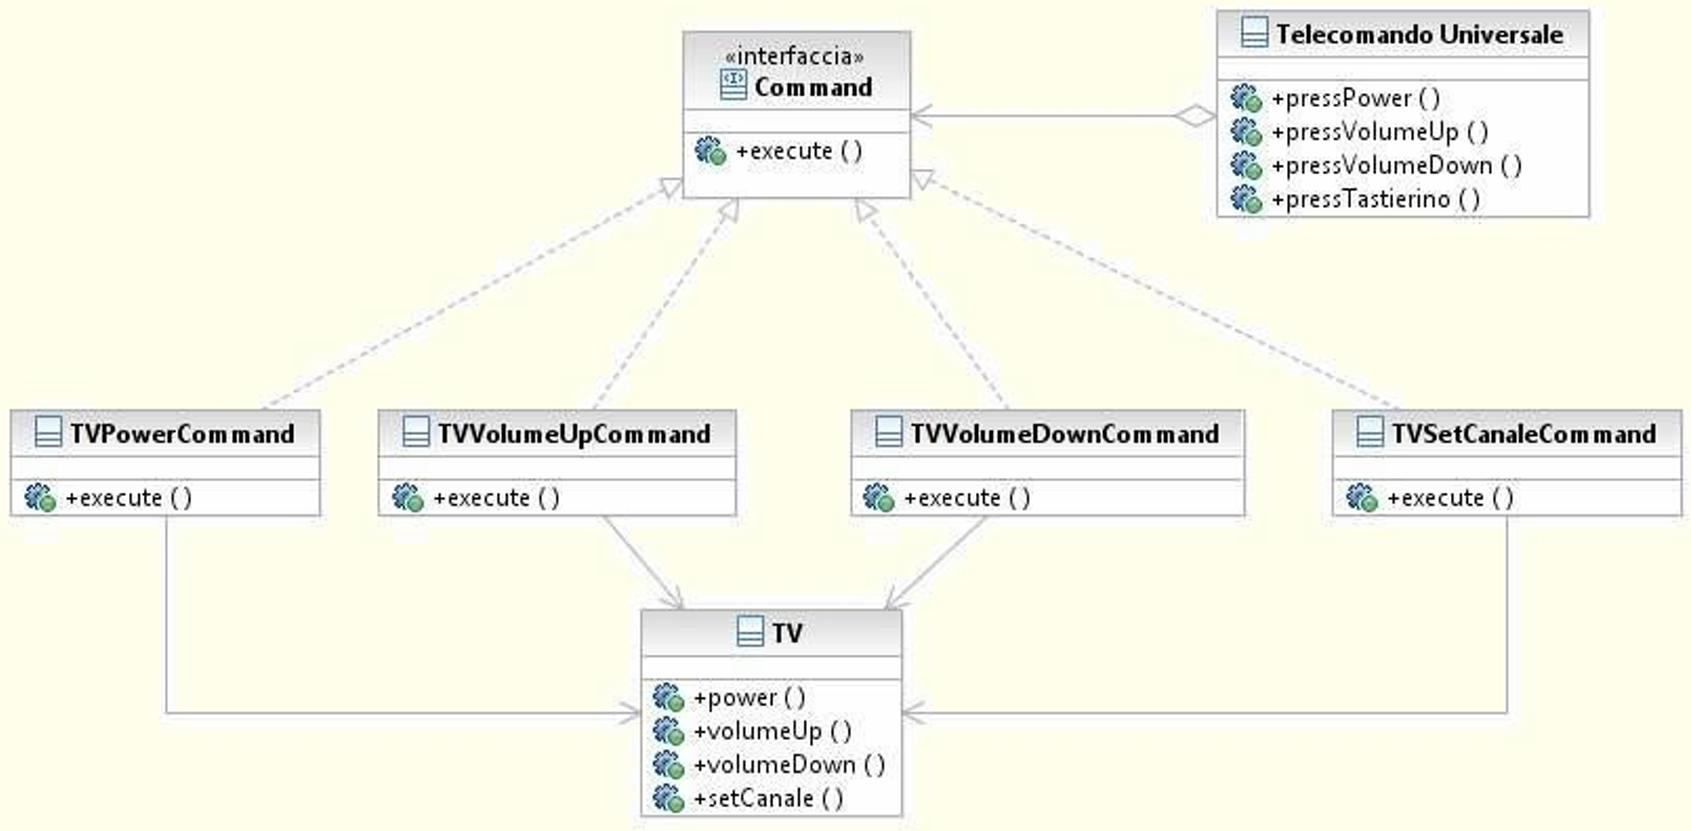 «interfaccia»
Command
+execute ( )
Telecomando Universale
+pressPower ( )
+pressVolumeUp ( )
+pressVolumeDown ( )
+pressTastierino ( )
TVPowerCommand
+execute ( )
TVVolumeUpCommand
+execute ( )
TVVolumeDownCommand
+execute ( )
TVSetCanaleCommand
+execute ( )
TV
+power ( )
+volumeUp ( )
+volumeDown ( )
+setCanale ( )